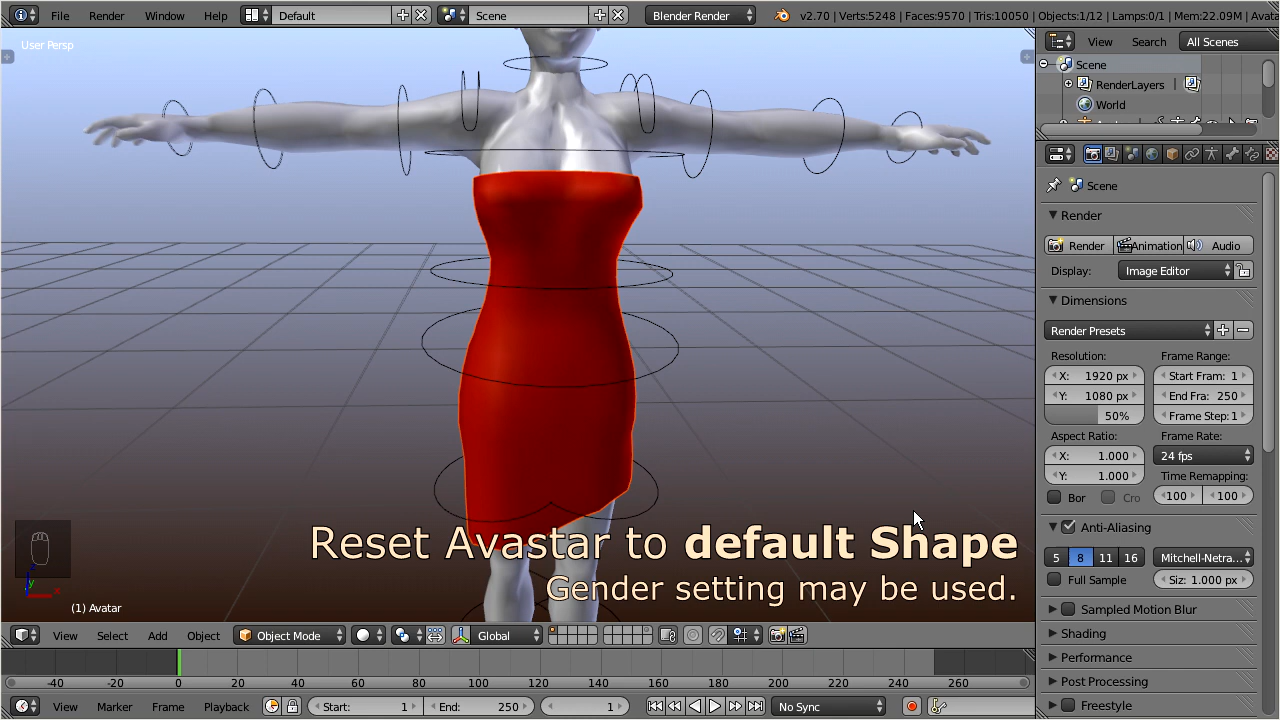 File Render Window Help Default Scene Blender Render v2.70 | Verts:5248 | Faces:9570 | Tris:10050 | Objects:1/12 | Lamps:0/1 | Mem:22.09M | Avata
User Persp
View Search All Scenes
Scene
RenderLayers
World
Scene
Render
Render Animation Audio
Display: Image Editor
Dimensions
Render Presets
Resolution: Frame Range:
X: 1920 px Start Fram: 1
Y: 1080 px End Fra: 250
50% Frame Step: 1
Aspect Ratio: Frame Rate:
X: 1.000 24 fps
Y: 1.000 Time Remapping:
Bor Cro 100 100
Anti-Aliasing
5 8 11 16 Mitchell-Netra...
Full Sample Siz: 1.000 px
Sampled Motion Blur
Shading
Performance
Post Processing
Freestyle
Reset Avastar to default Shape
Gender setting may be used.
z
y
x
(1) Avatar
View Select Add Object Object Mode Global
-40 -20 0 20 40 60 80 100 120 140 160 180 200 220 240 260
View Marker Frame Playback Start: 1 End: 250 1 No Sync